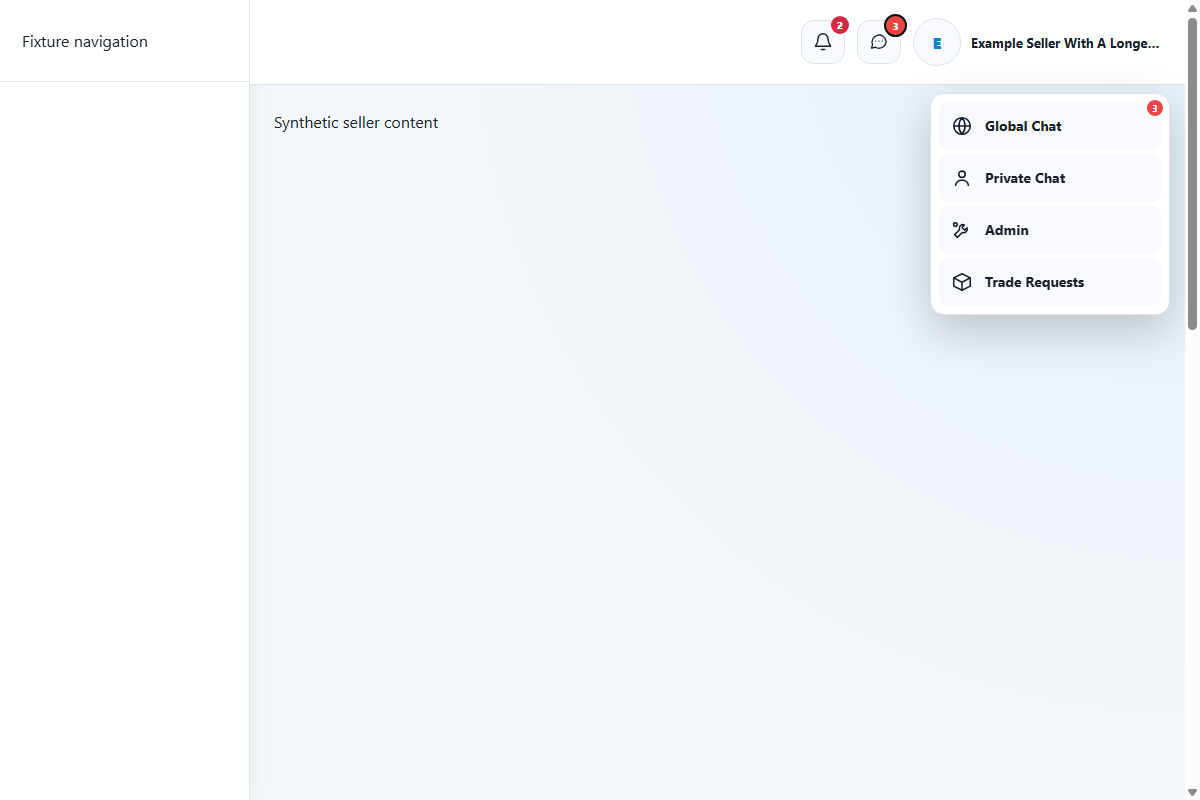 Fixture navigation
2
3
E
Example Seller With A Longe...
Synthetic seller content
3
Global Chat
Private Chat
Admin
Trade Requests